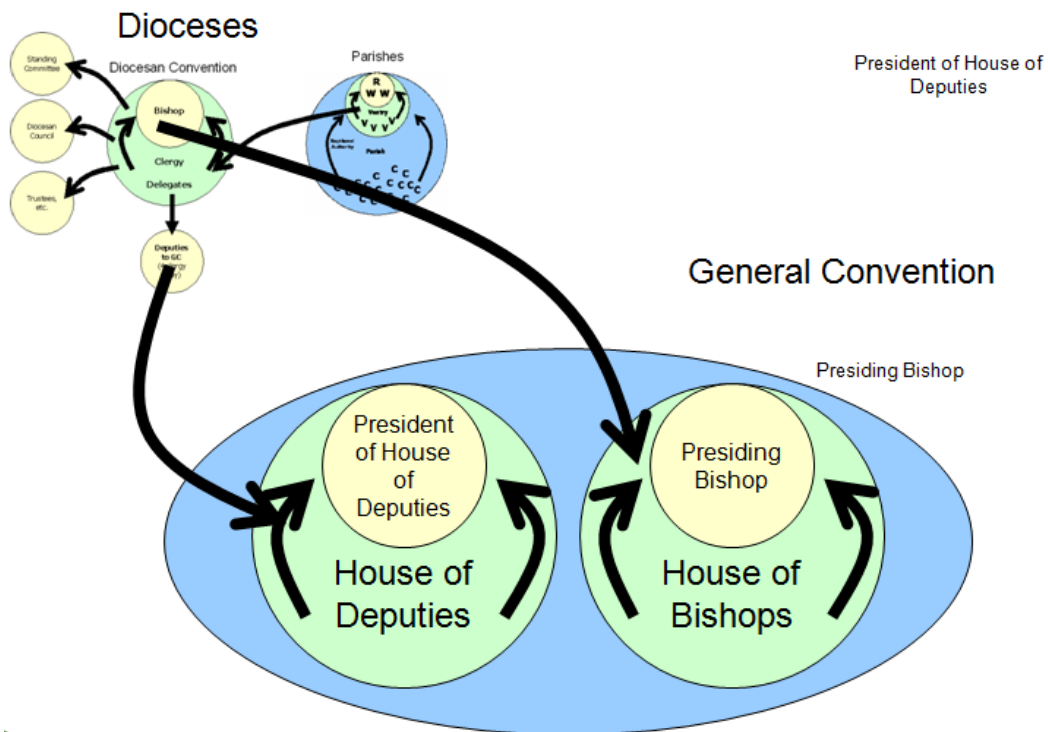 Dioceses
Standing
Committee
Diocesan Convention
Parishes
President of House of
Deputies
Bishop
R
W W
Vestry
V V V V
Diocesan
Council
Clergy
Parish
Authority
Delegates
C C C C C C C C C C C C C
Trustees,
etc.
Deputies
to GC
General Convention
Presiding Bishop
President
of House
of
Deputies
Presiding
Bishop
House of
Deputies
House of
Bishops